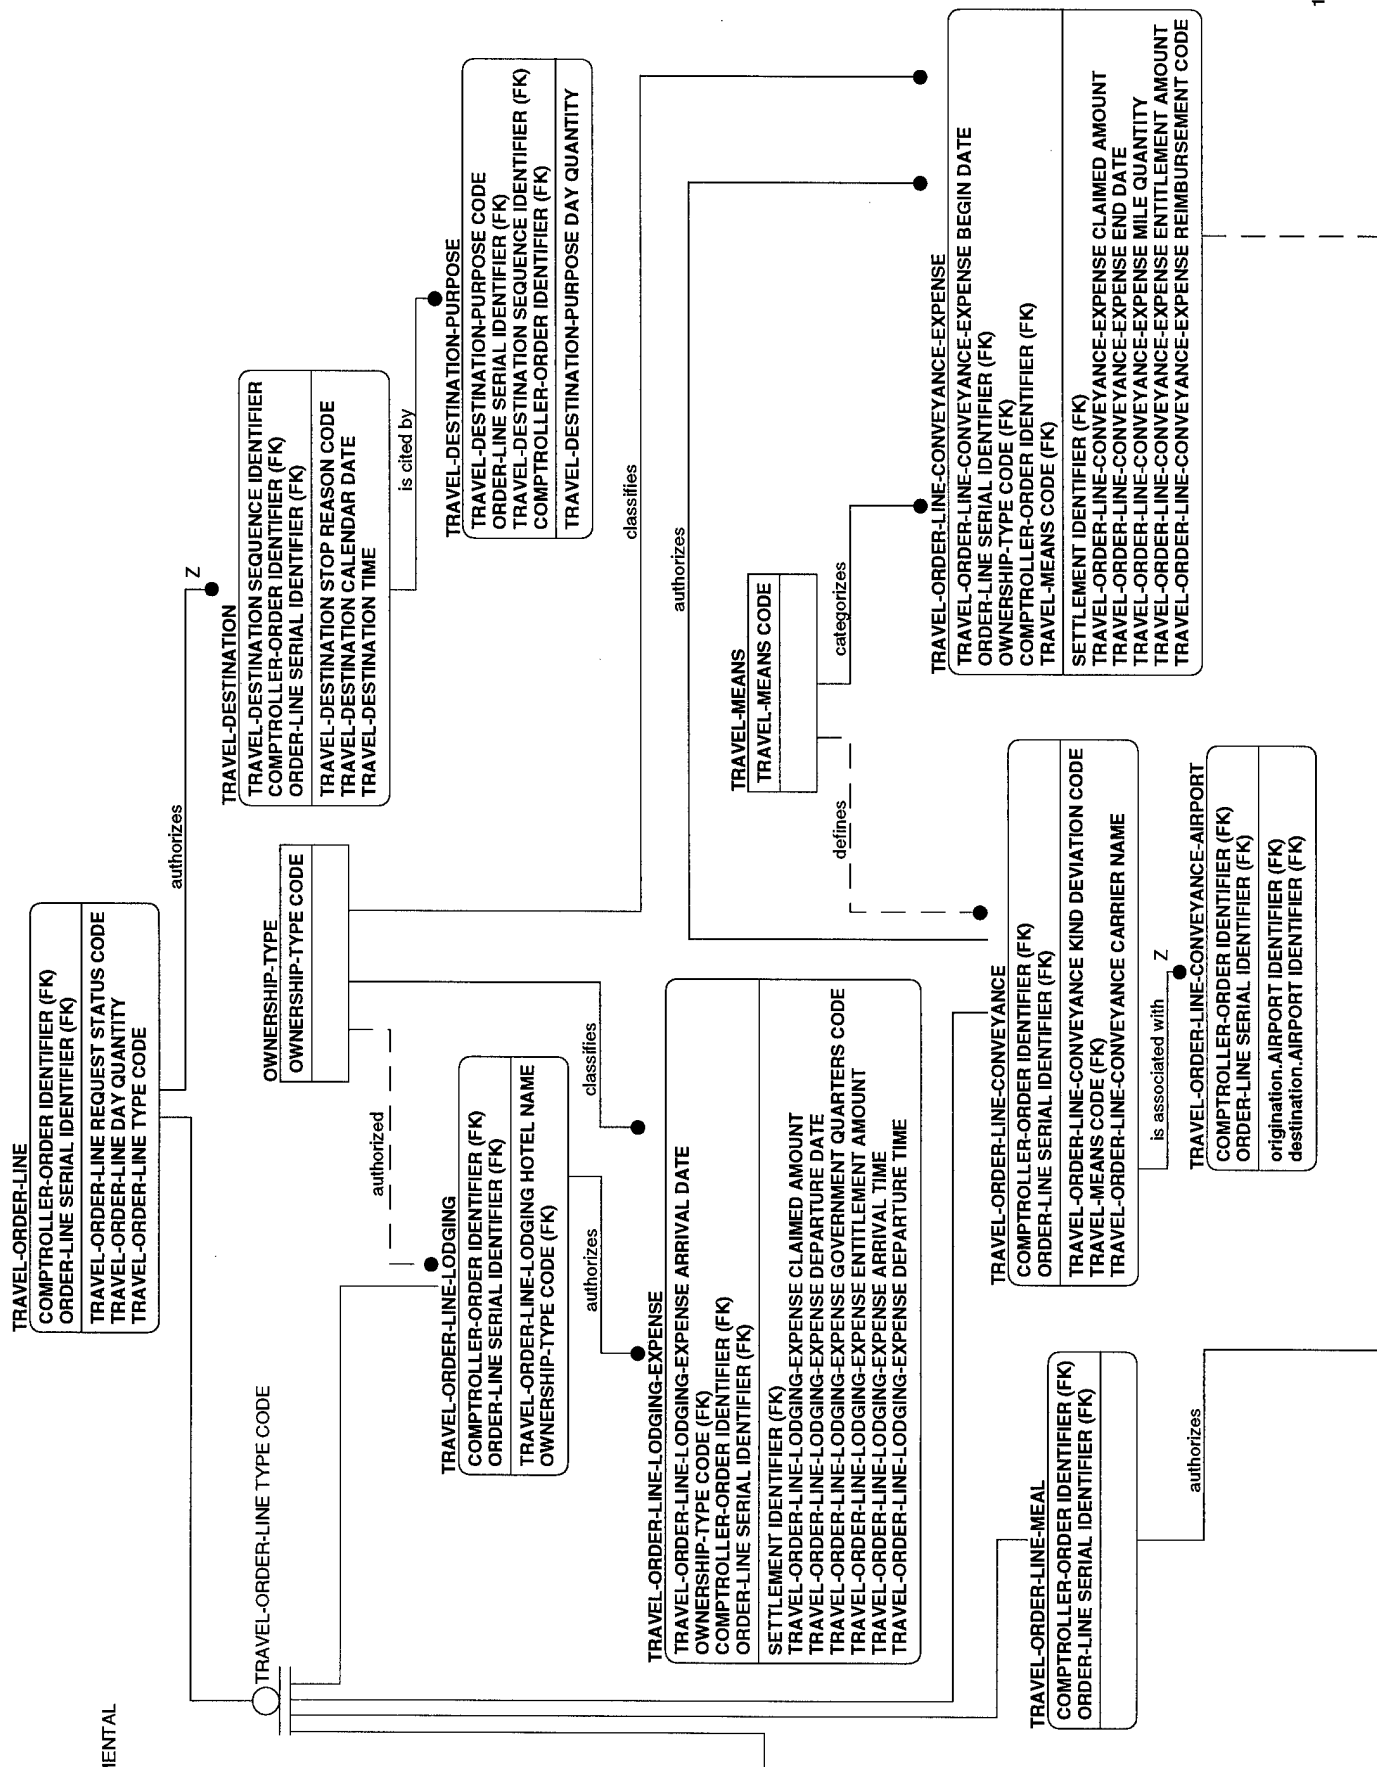 MENTAL
TRAVEL-ORDER-LINE
COMPTROLLER-ORDER IDENTIFIER (FK)
ORDER-LINE SERIAL IDENTIFIER (FK)
TRAVEL-ORDER-LINE REQUEST STATUS CODE
TRAVEL-ORDER-LINE DAY QUANTITY
TRAVEL-ORDER-LINE TYPE CODE
authorizes
Z
TRAVEL-DESTINATION
TRAVEL-DESTINATION SEQUENCE IDENTIFIER
COMPTROLLER-ORDER IDENTIFIER (FK)
ORDER-LINE SERIAL IDENTIFIER (FK)
TRAVEL-DESTINATION STOP REASON CODE
TRAVEL-DESTINATION CALENDAR DATE
TRAVEL-DESTINATION TIME
is cited by
TRAVEL-DESTINATION-PURPOSE
TRAVEL-DESTINATION-PURPOSE CODE
ORDER-LINE SERIAL IDENTIFIER (FK)
TRAVEL-DESTINATION SEQUENCE IDENTIFIER (FK)
COMPTROLLER-ORDER IDENTIFIER (FK)
TRAVEL-DESTINATION-PURPOSE DAY QUANTITY
TRAVEL-ORDER-LINE TYPE CODE
OWNERSHIP-TYPE
OWNERSHIP-TYPE CODE
authorized
classifies
classifies
TRAVEL-ORDER-LINE-LODGING
COMPTROLLER-ORDER IDENTIFIER (FK)
ORDER-LINE SERIAL IDENTIFIER (FK)
TRAVEL-ORDER-LINE-LODGING HOTEL NAME
OWNERSHIP-TYPE CODE (FK)
authorizes
TRAVEL-ORDER-LINE-LODGING-EXPENSE
TRAVEL-ORDER-LINE-LODGING-EXPENSE ARRIVAL DATE
OWNERSHIP-TYPE CODE (FK)
COMPTROLLER-ORDER IDENTIFIER (FK)
ORDER-LINE SERIAL IDENTIFIER (FK)
SETTLEMENT IDENTIFIER (FK)
TRAVEL-ORDER-LINE-LODGING-EXPENSE CLAIMED AMOUNT
TRAVEL-ORDER-LINE-LODGING-EXPENSE DEPARTURE DATE
TRAVEL-ORDER-LINE-LODGING-EXPENSE GOVERNMENT QUARTERS CODE
TRAVEL-ORDER-LINE-LODGING-EXPENSE ENTITLEMENT AMOUNT
TRAVEL-ORDER-LINE-LODGING-EXPENSE ARRIVAL TIME
TRAVEL-ORDER-LINE-LODGING-EXPENSE DEPARTURE TIME
authorizes
TRAVEL-MEANS
TRAVEL-MEANS CODE
defines
categorizes
TRAVEL-ORDER-LINE-CONVEYANCE-EXPENSE
TRAVEL-ORDER-LINE-CONVEYANCE-EXPENSE BEGIN DATE
ORDER-LINE SERIAL IDENTIFIER (FK)
OWNERSHIP-TYPE CODE (FK)
COMPTROLLER-ORDER IDENTIFIER (FK)
TRAVEL-MEANS CODE (FK)
SETTLEMENT IDENTIFIER (FK)
TRAVEL-ORDER-LINE-CONVEYANCE-EXPENSE CLAIMED AMOUNT
TRAVEL-ORDER-LINE-CONVEYANCE-EXPENSE END DATE
TRAVEL-ORDER-LINE-CONVEYANCE-EXPENSE MILE QUANTITY
TRAVEL-ORDER-LINE-CONVEYANCE-EXPENSE ENTITLEMENT AMOUNT
TRAVEL-ORDER-LINE-CONVEYANCE-EXPENSE REIMBURSEMENT CODE
TRAVEL-ORDER-LINE-CONVEYANCE
COMPTROLLER-ORDER IDENTIFIER (FK)
ORDER-LINE SERIAL IDENTIFIER (FK)
TRAVEL-ORDER-LINE-CONVEYANCE KIND DEVIATION CODE
TRAVEL-MEANS CODE (FK)
TRAVEL-ORDER-LINE-CONVEYANCE CARRIER NAME
is associated with
Z
TRAVEL-ORDER-LINE-CONVEYANCE-AIRPORT
COMPTROLLER-ORDER IDENTIFIER (FK)
ORDER-LINE SERIAL IDENTIFIER (FK)
origination.AIRPORT IDENTIFIER (FK)
destination.AIRPORT IDENTIFIER (FK)
TRAVEL-ORDER-LINE-MEAL
COMPTROLLER-ORDER IDENTIFIER (FK)
ORDER-LINE SERIAL IDENTIFIER (FK)
authorizes